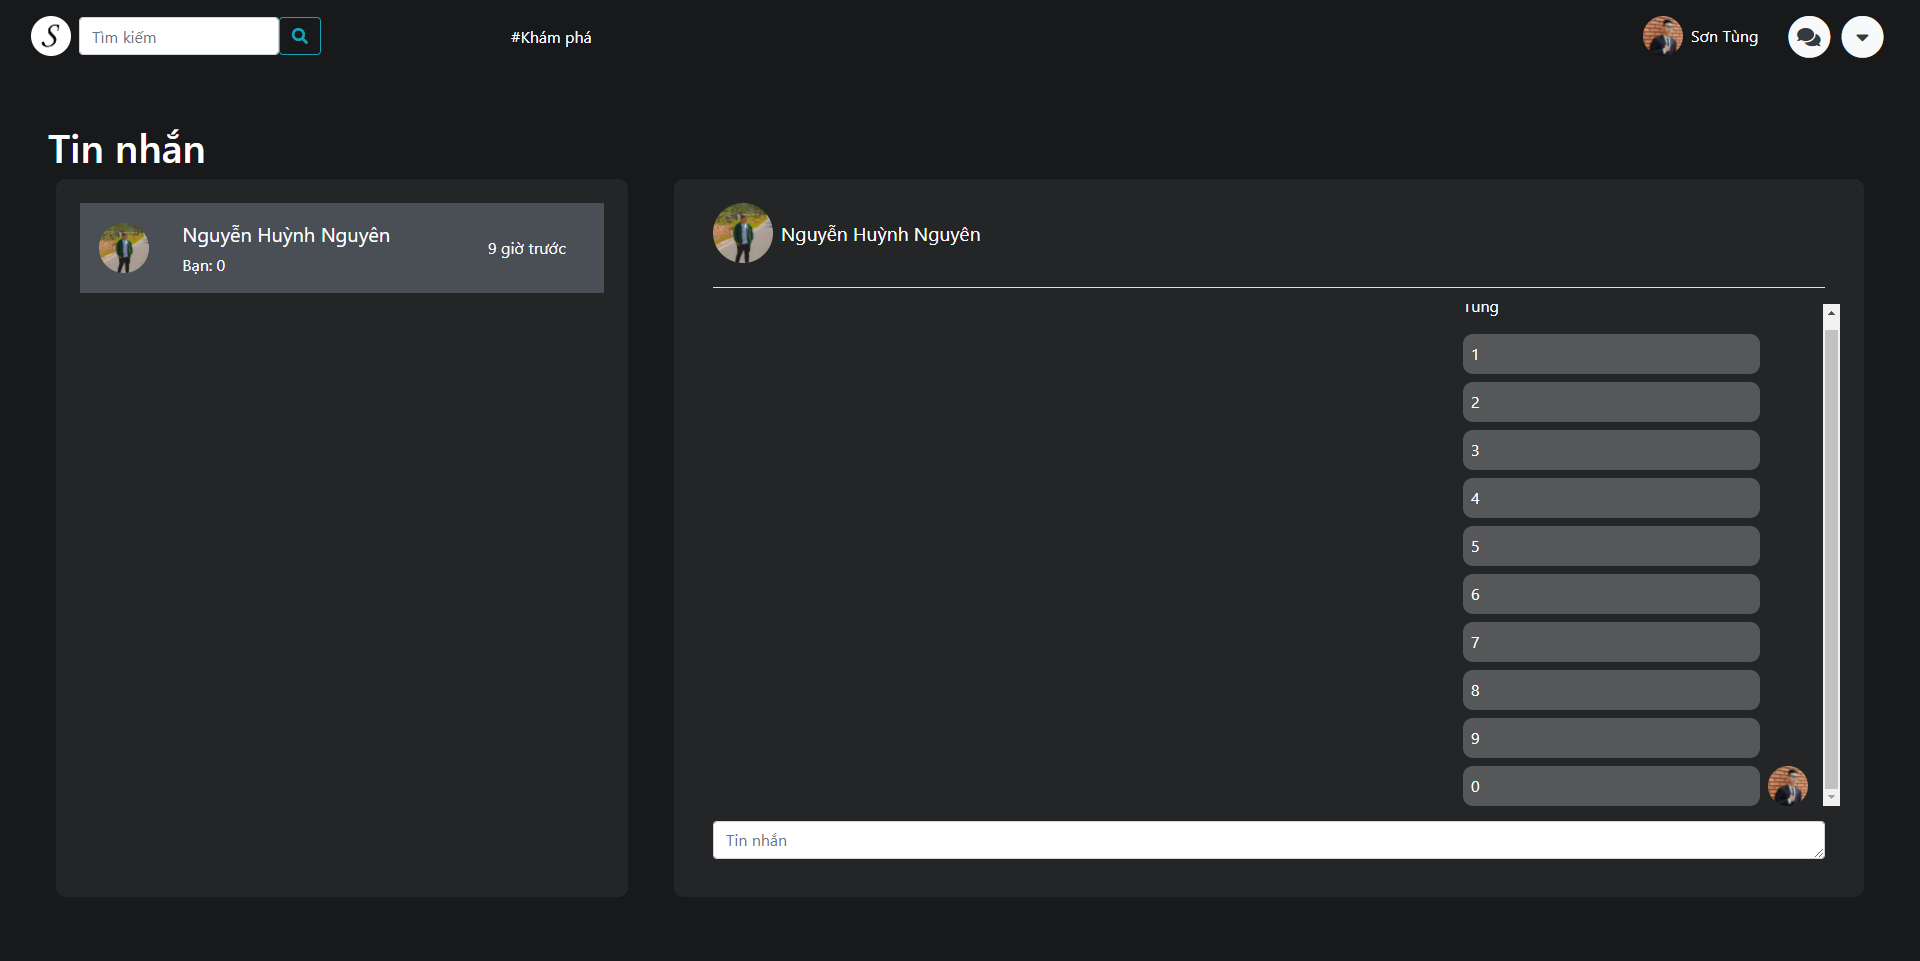 S
Tìm kiếm
#Khám phá
Sơn Tùng
Tin nhắn
Nguyễn Huỳnh Nguyên
Bạn: 0
9 giờ trước
Nguyễn Huỳnh Nguyên
Tùng
1
2
3
4
5
6
7
8
9
0
Tin nhắn